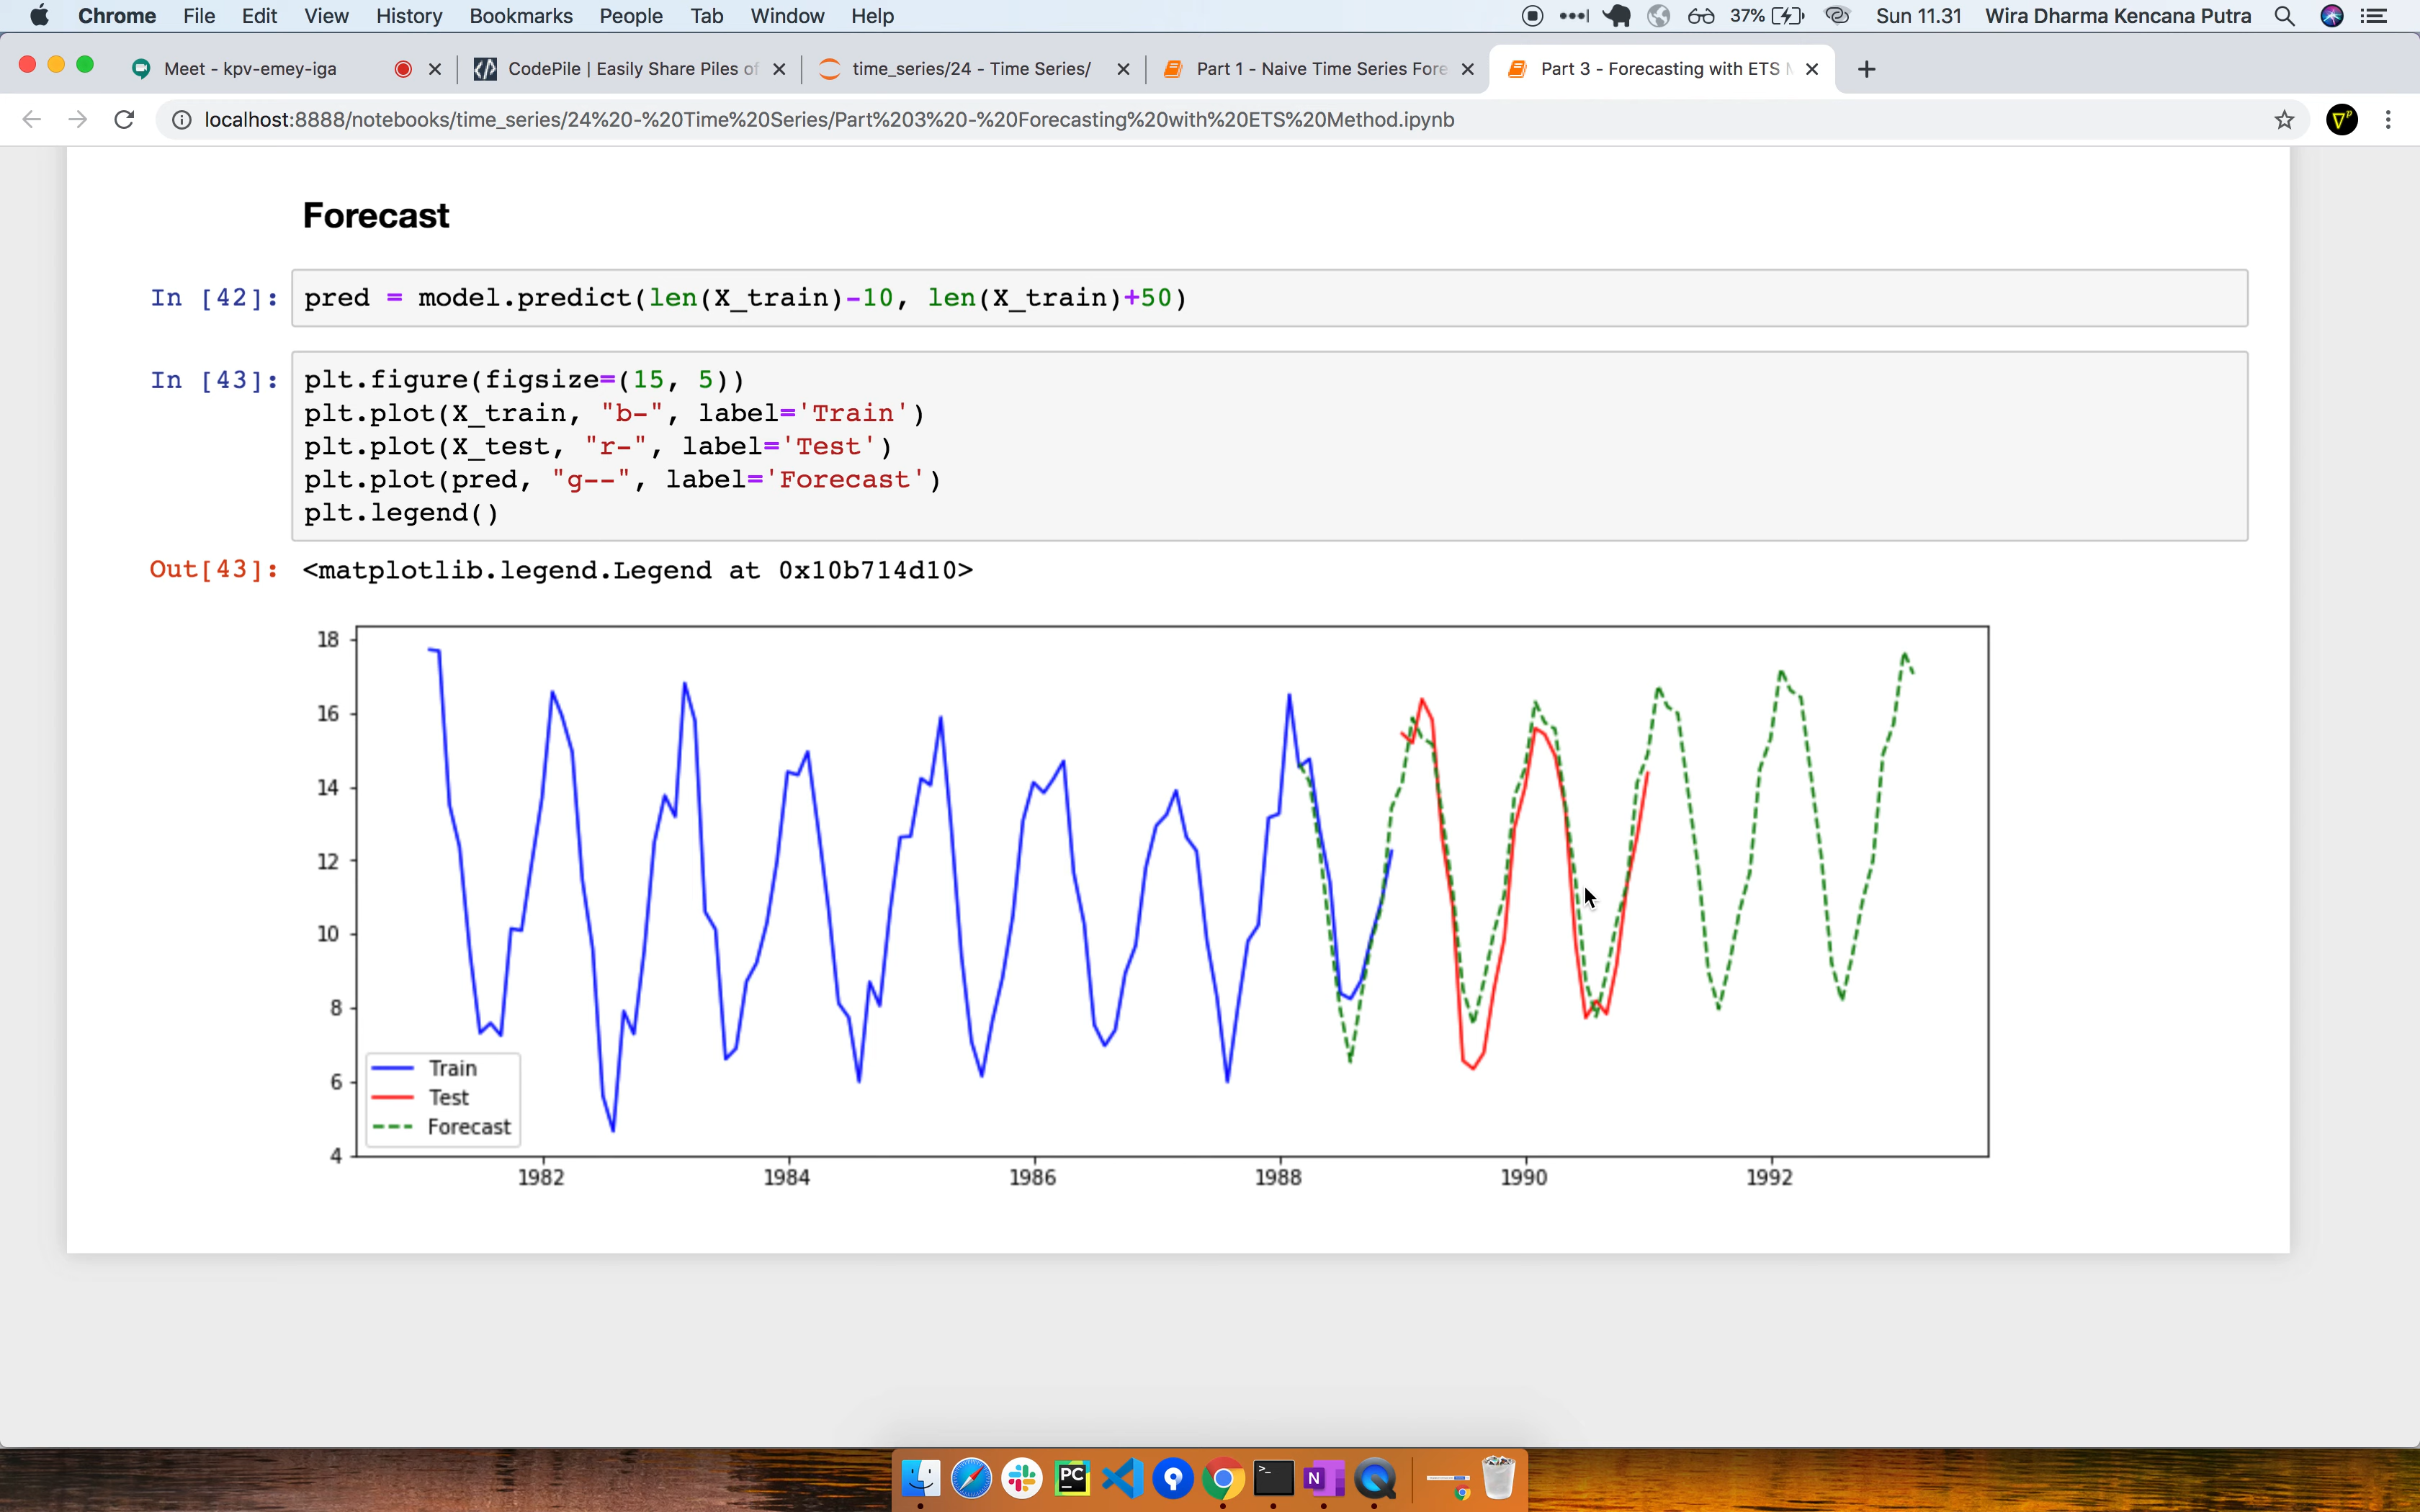 Chrome File Edit View History Bookmarks People Tab Window Help 37% Sun 11.31 Wira Dharma Kencana Putra
Meet - kpv-emey-iga CodePile | Easily Share Piles of time_series/24 - Time Series/ Part 1 - Naive Time Series Fore Part 3 - Forecasting with ETS
localhost:8888/notebooks/time_series/24%20-%20Time%20Series/Part%203%20-%20Forecasting%20with%20ETS%20Method.ipynb
Forecast
In [42]: pred = model.predict(len(X_train)-10, len(X_train)+50)
In [43]: plt.figure(figsize=(15, 5))
plt.plot(X_train, "b-", label='Train')
plt.plot(X_test, "r-", label='Test')
plt.plot(pred, "g--", label='Forecast')
plt.legend()
Out[43]: <matplotlib.legend.Legend at 0x10b714d10>
18
16
14
12
10
8
6
4
Train
Test
Forecast
1982 1984 1986 1988 1990 1992
PC
N